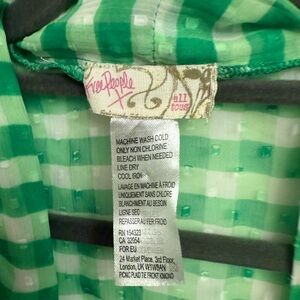 Free People
all
tous
MACHINE WASH COLD
ONLY NON CHLORINE
BLEACH WHEN NEEDED
LINE DRY
COOL IRON
LAVAGE EN MACHINE À FROID
UNIQUEMENT SANS CHLORE
BLANCHIMENT AU BESOIN
LIGNE SEC
REPASSER AU FER FROID
RN 154323
CA 32054
FOR EU
24 Market Place, 3rd Floor,
London, UK W1W8AN